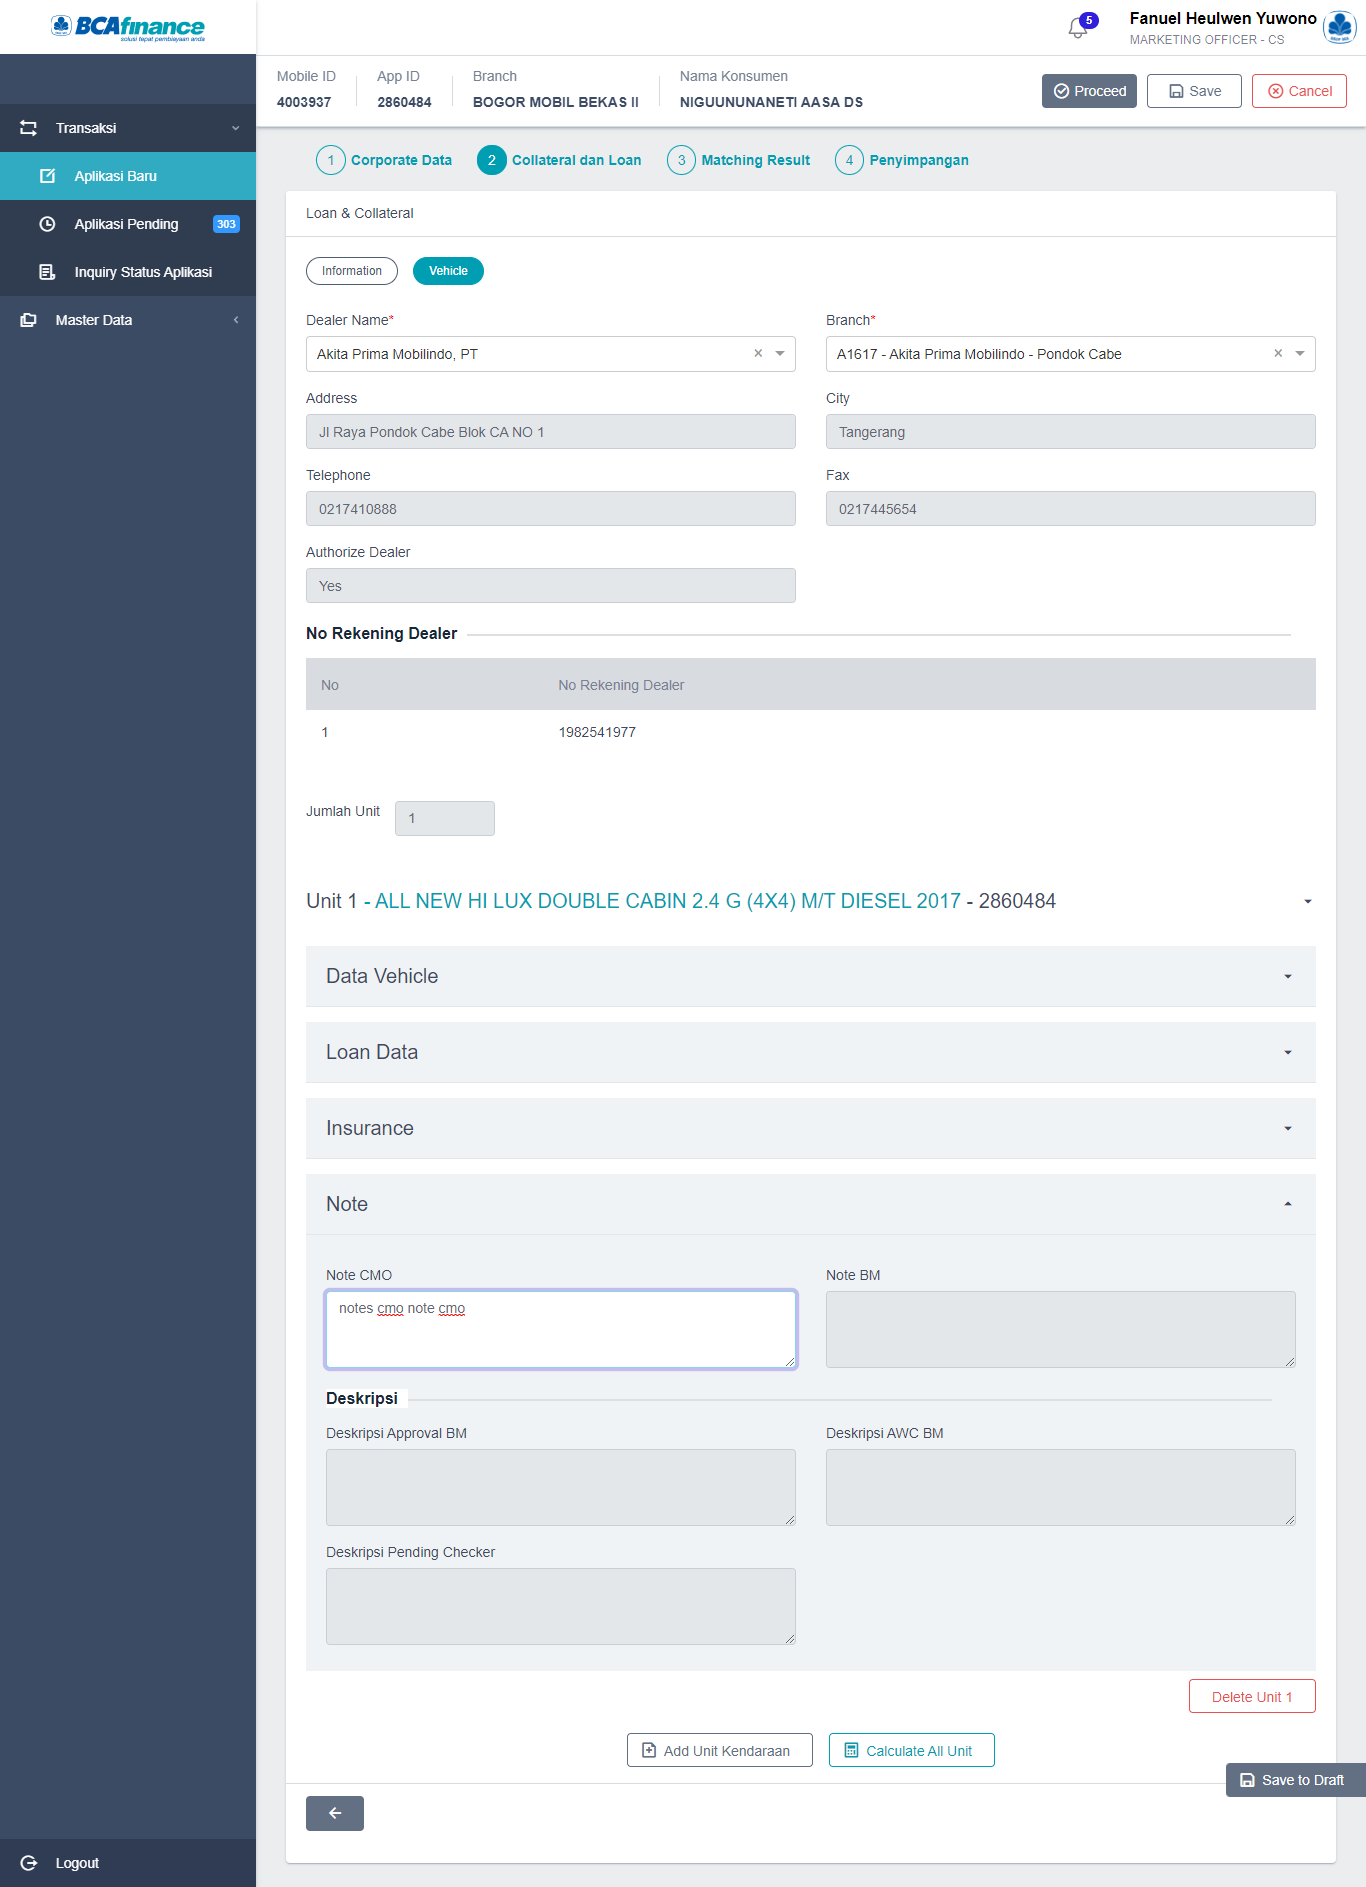 BCAfinance
solusi tepat pembiayaan anda
5
Fanuel Heulwen Yuwono
MARKETING OFFICER - CS
Mobile ID
4003937
App ID
2860484
Branch
BOGOR MOBIL BEKAS II
Nama Konsumen
NIGUUNUNANETI AASA DS
Proceed
Save
Cancel
Transaksi
Aplikasi Baru
Aplikasi Pending 303
Inquiry Status Aplikasi
Master Data
Logout
1 Corporate Data
2 Collateral dan Loan
3 Matching Result
4 Penyimpangan
Loan & Collateral
Information
Vehicle
Dealer Name*
Akita Prima Mobilindo, PT
Branch*
A1617 - Akita Prima Mobilindo - Pondok Cabe
Address
Jl Raya Pondok Cabe Blok CA NO 1
City
Tangerang
Telephone
0217410888
Fax
0217445654
Authorize Dealer
Yes
No Rekening Dealer
No No Rekening Dealer
1 1982541977
Jumlah Unit 1
Unit 1 - ALL NEW HI LUX DOUBLE CABIN 2.4 G (4X4) M/T DIESEL 2017 - 2860484
Data Vehicle
Loan Data
Insurance
Note
Note CMO
notes cmo note cmo
Note BM
Deskripsi
Deskripsi Approval BM
Deskripsi AWC BM
Deskripsi Pending Checker
Delete Unit 1
Add Unit Kendaraan
Calculate All Unit
Save to Draft